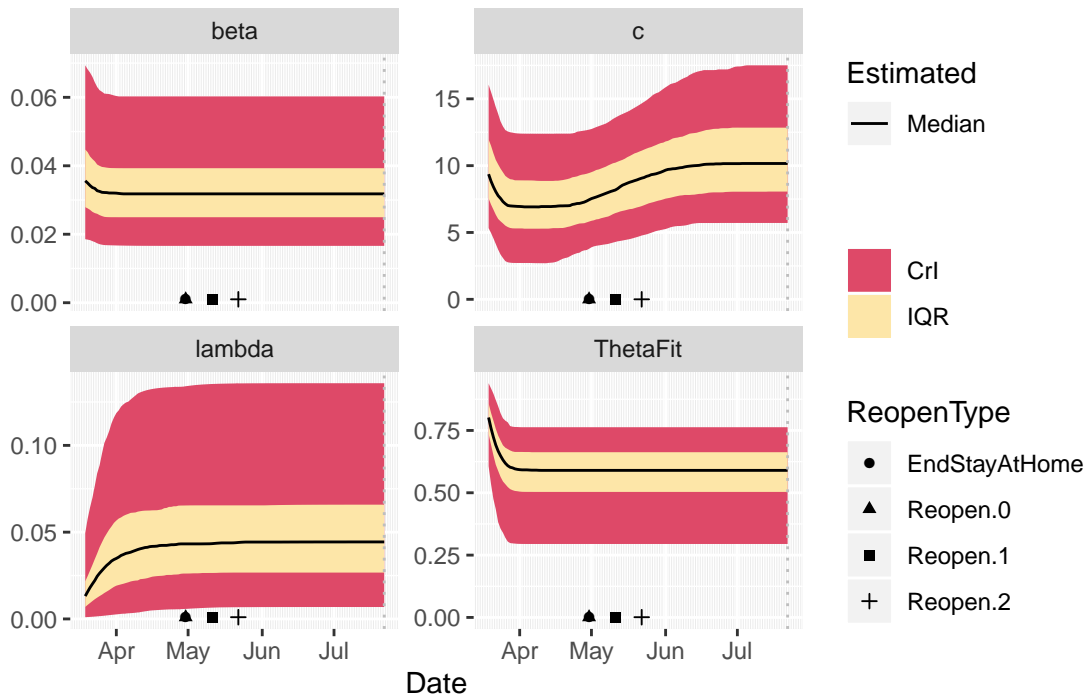 beta
c
0.06
0.04
0.02
0.00
15
10
5
0
lambda
ThetaFit
0.10
0.05
0.00
0.75
0.50
0.25
0.00
Apr May Jun Jul
Apr May Jun Jul
Date
Estimated
Median
CrI
IQR
ReopenType
EndStayAtHome
Reopen.0
Reopen.1
Reopen.2